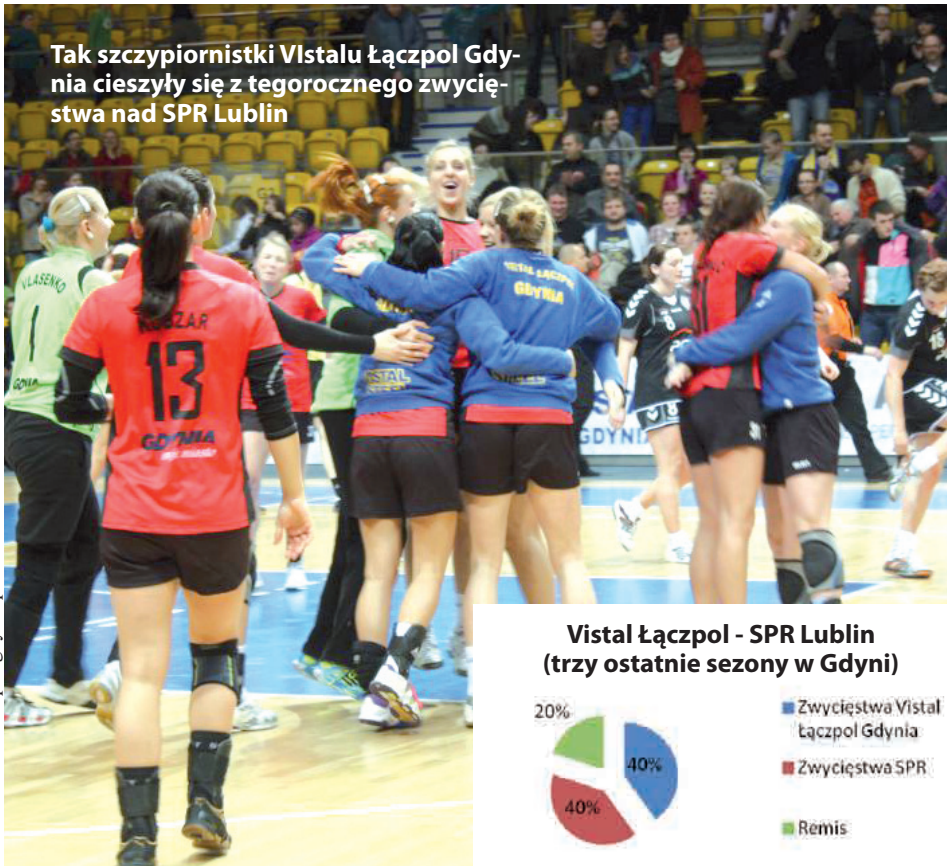 Tak szczypiornistki VIstalu Łączpol Gdy-
nia cieszyły się z tegorocznego zwycię-
stwa nad SPR Lublin
VLASENKO
1
KOBZAR
13
GDYNIA
VISTAL ŁĄCZPOL
GDYNIA
VISTAL
8
GDYNIA
Vistal Łączpol - SPR Lublin
(trzy ostatnie sezony w Gdyni)
20%
40%
40%
Zwycięstwa Vistal
Łączpol Gdynia
Zwycięstwa SPR
Remis